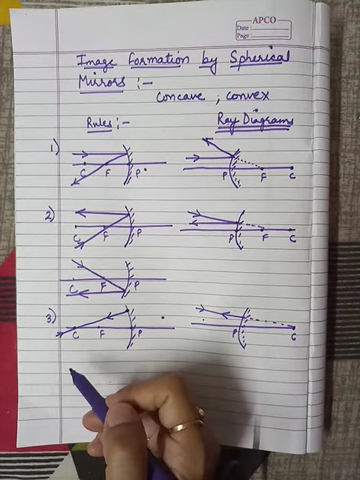 APCO
Date :
Page :
Image Formation by Spherical
Mirrors :-
Concave , Convex
Rules :-
Ray Diagrams
1)
C F P
P F C
2)
C F P
P F C
C F P
3)
C F P
P C